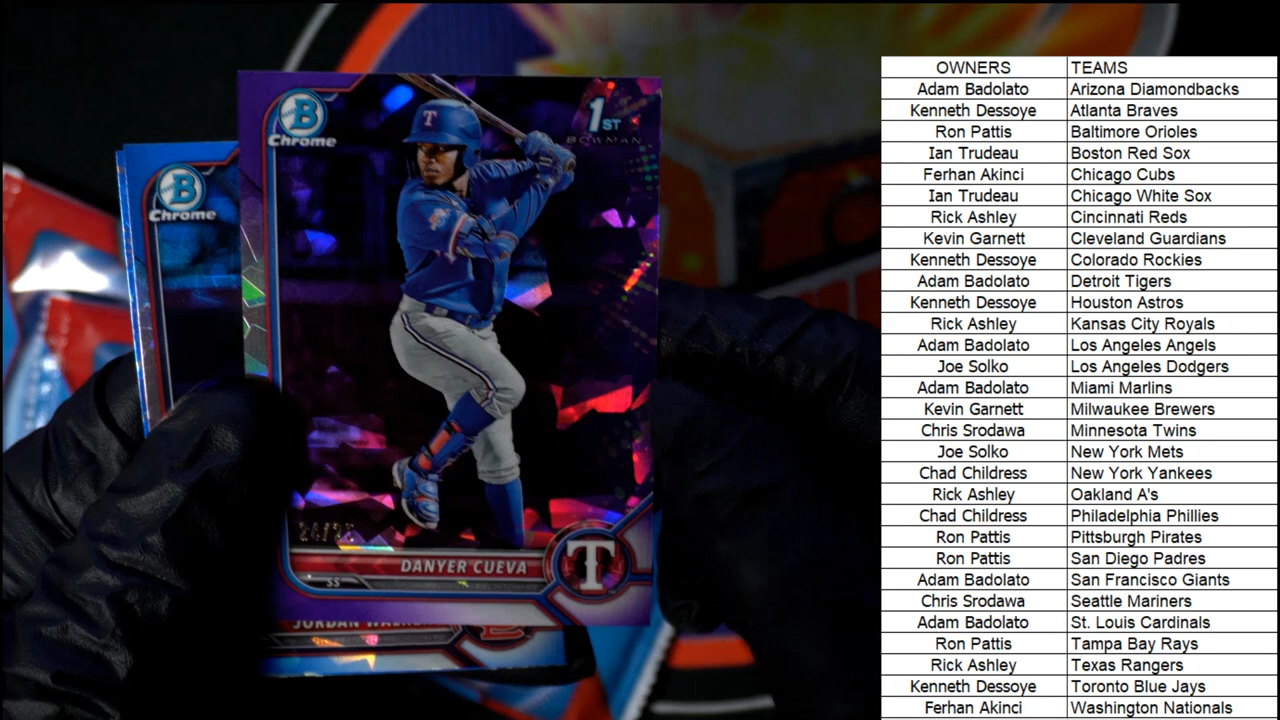 B
Chrome
B
Chrome
1ST
BOWMAN
T
DANYER CUEVA
SS
T
OWNERS TEAMS
Adam Badolato Arizona Diamondbacks
Kenneth Dessoye Atlanta Braves
Ron Pattis Baltimore Orioles
Ian Trudeau Boston Red Sox
Ferhan Akinci Chicago Cubs
Ian Trudeau Chicago White Sox
Rick Ashley Cincinnati Reds
Kevin Garnett Cleveland Guardians
Kenneth Dessoye Colorado Rockies
Adam Badolato Detroit Tigers
Kenneth Dessoye Houston Astros
Rick Ashley Kansas City Royals
Adam Badolato Los Angeles Angels
Joe Solko Los Angeles Dodgers
Adam Badolato Miami Marlins
Kevin Garnett Milwaukee Brewers
Chris Srodawa Minnesota Twins
Joe Solko New York Mets
Chad Childress New York Yankees
Rick Ashley Oakland A's
Chad Childress Philadelphia Phillies
Ron Pattis Pittsburgh Pirates
Ron Pattis San Diego Padres
Adam Badolato San Francisco Giants
Chris Srodawa Seattle Mariners
Adam Badolato St. Louis Cardinals
Ron Pattis Tampa Bay Rays
Rick Ashley Texas Rangers
Kenneth Dessoye Toronto Blue Jays
Ferhan Akinci Washington Nationals